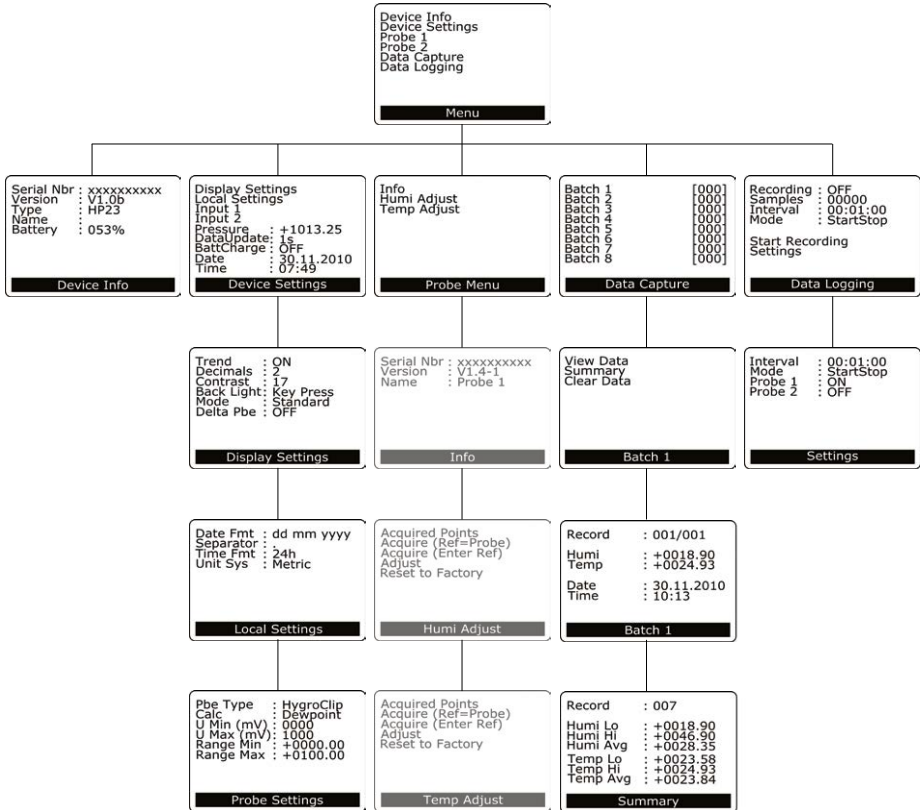 Device Info
Device Settings
Probe 1
Probe 2
Data Capture
Data Logging
Menu
Serial Nbr : xxxxxxxxxx
Version : V1.0b
Type : HP23
Name :
Battery : 053%
Device Info
Display Settings
Local Settings
Input 1
Input 2
Pressure : +1013.25
DataUpdate: 1s
BattCharge : OFF
Date : 30.11.2010
Time : 07:49
Device Settings
Info
Humi Adjust
Temp Adjust
Probe Menu
Batch 1 [000]
Batch 2 [000]
Batch 3 [000]
Batch 4 [000]
Batch 5 [000]
Batch 6 [000]
Batch 7 [000]
Batch 8 [000]
Data Capture
Recording : OFF
Samples : 00000
Interval : 00:01:00
Mode : StartStop
Start Recording
Settings
Data Logging
Trend : ON
Decimals : 2
Contrast : 17
Back Light: Key Press
Mode : Standard
Delta Pbe : OFF
Display Settings
Serial Nbr : xxxxxxxxxx
Version : V1.4-1
Name : Probe 1
Info
View Data
Summary
Clear Data
Batch 1
Interval : 00:01:00
Mode : StartStop
Probe 1 : ON
Probe 2 : OFF
Settings
Date Fmt : dd mm yyyy
Separator : .
Time Fmt : 24h
Unit Sys : Metric
Local Settings
Acquired Points
Acquire (Ref=Probe)
Acquire (Enter Ref)
Adjust
Reset to Factory
Humi Adjust
Record : 001/001
Humi : +0018.90
Temp : +0024.93
Date : 30.11.2010
Time : 10:13
Batch 1
Pbe Type : HygroClip
Calc : Dewpoint
U Min (mV) : 0000
U Max (mV): 1000
Range Min : +0000.00
Range Max : +0100.00
Probe Settings
Acquired Points
Acquire (Ref=Probe)
Acquire (Enter Ref)
Adjust
Reset to Factory
Temp Adjust
Record : 007
Humi Lo : +0018.90
Humi Hi : +0046.90
Humi Avg : +0028.35
Temp Lo : +0023.58
Temp Hi : +0024.93
Temp Avg : +0023.84
Summary